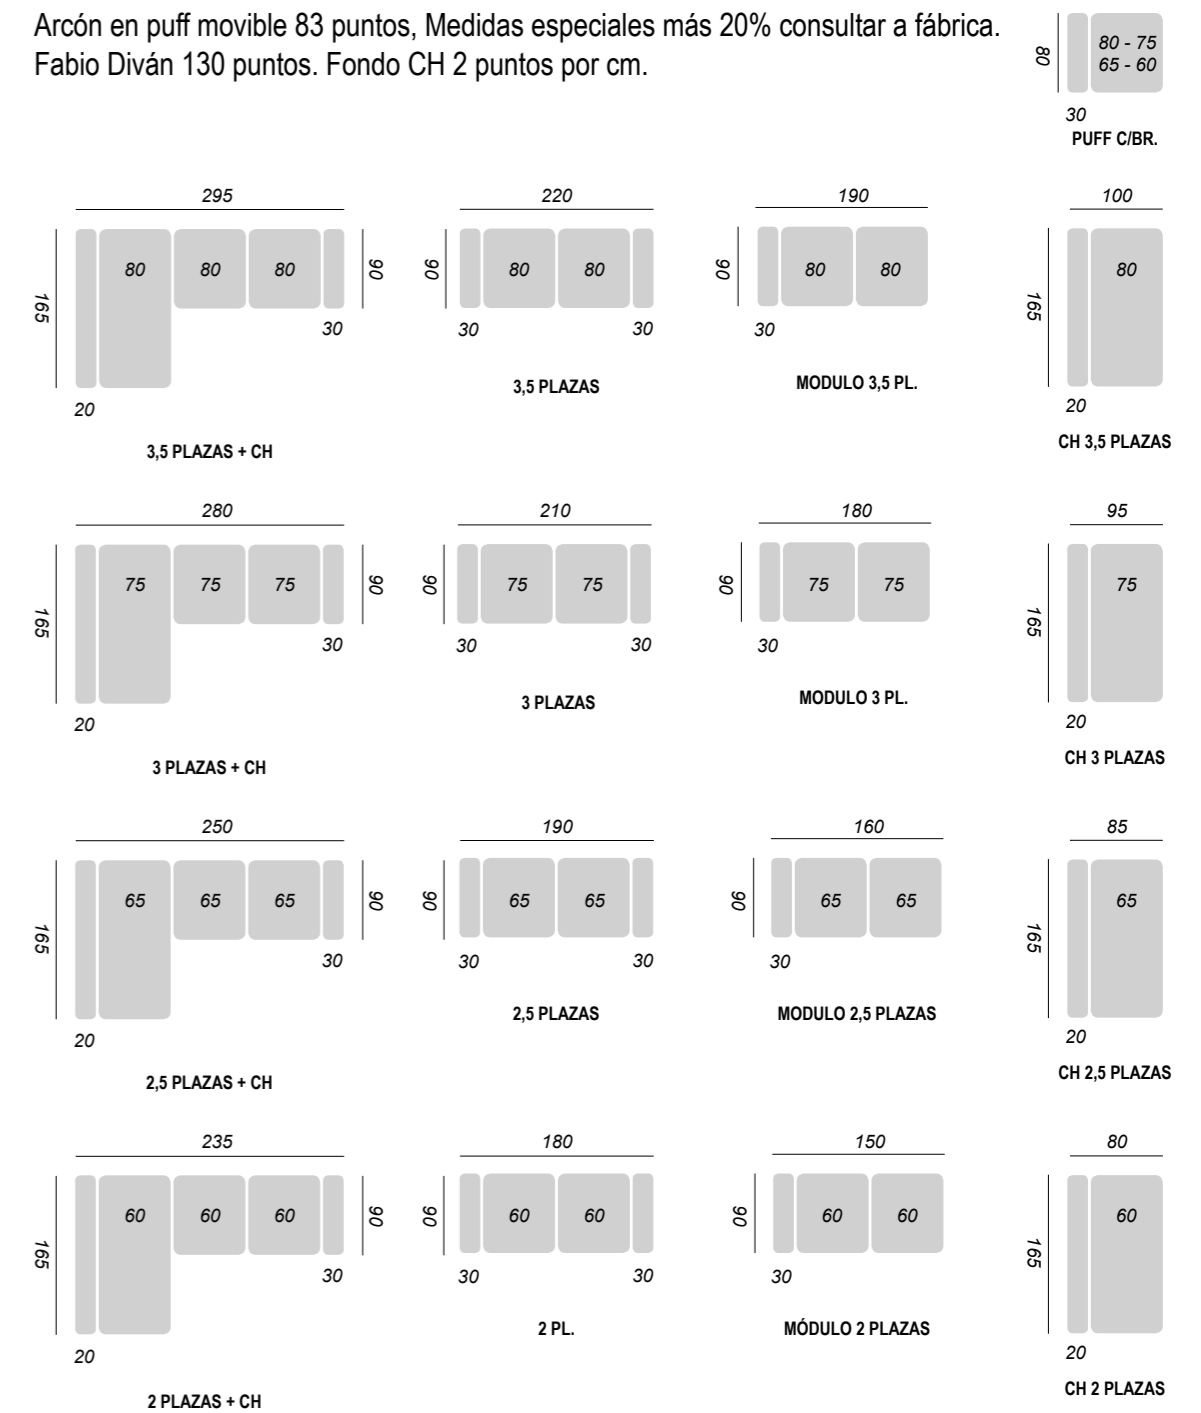 Arcón en puff movible 83 puntos, Medidas especiales más 20% consultar a fábrica.
Fabio Diván 130 puntos. Fondo CH 2 puntos por cm.
80
80 - 75
65 - 60
30
PUFF C/BR.
295
165
80 80 80
90
30
20
3,5 PLAZAS + CH
220
90
80 80
30 30
3,5 PLAZAS
190
90
80 80
30
MODULO 3,5 PL.
100
165
80
20
CH 3,5 PLAZAS
280
165
75 75 75
90
30
20
3 PLAZAS + CH
210
90
75 75
30 30
3 PLAZAS
180
90
75 75
30
MODULO 3 PL.
95
165
75
20
CH 3 PLAZAS
250
165
65 65 65
90
30
20
2,5 PLAZAS + CH
190
90
65 65
30 30
2,5 PLAZAS
160
90
65 65
30
MODULO 2,5 PLAZAS
85
165
65
20
CH 2,5 PLAZAS
235
165
60 60 60
90
30
20
2 PLAZAS + CH
180
90
60 60
30 30
2 PL.
150
90
60 60
30
MÓDULO 2 PLAZAS
80
165
60
20
CH 2 PLAZAS